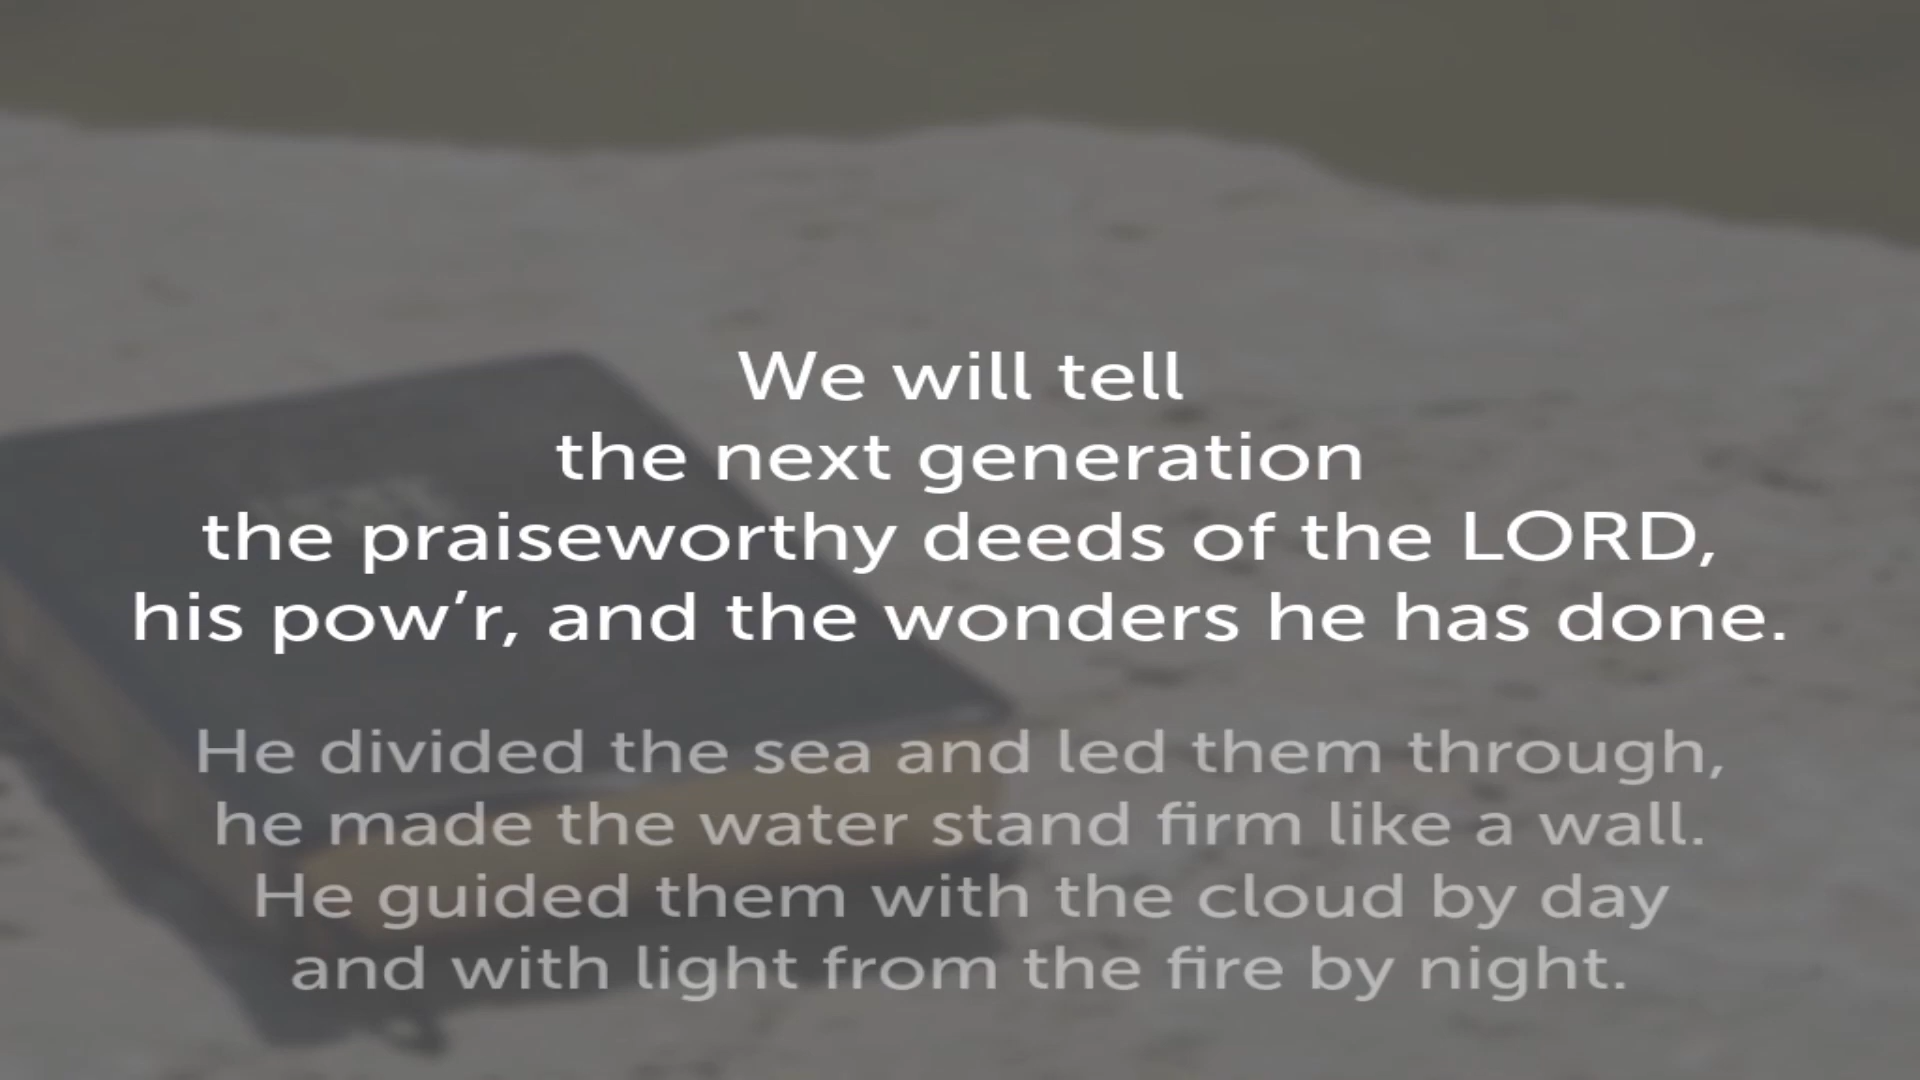 We will tell
the next generation
the praiseworthy deeds of the LORD,
his pow’r, and the wonders he has done.
He divided the sea and led them through,
he made the water stand firm like a wall.
He guided them with the cloud by day
and with light from the fire by night.